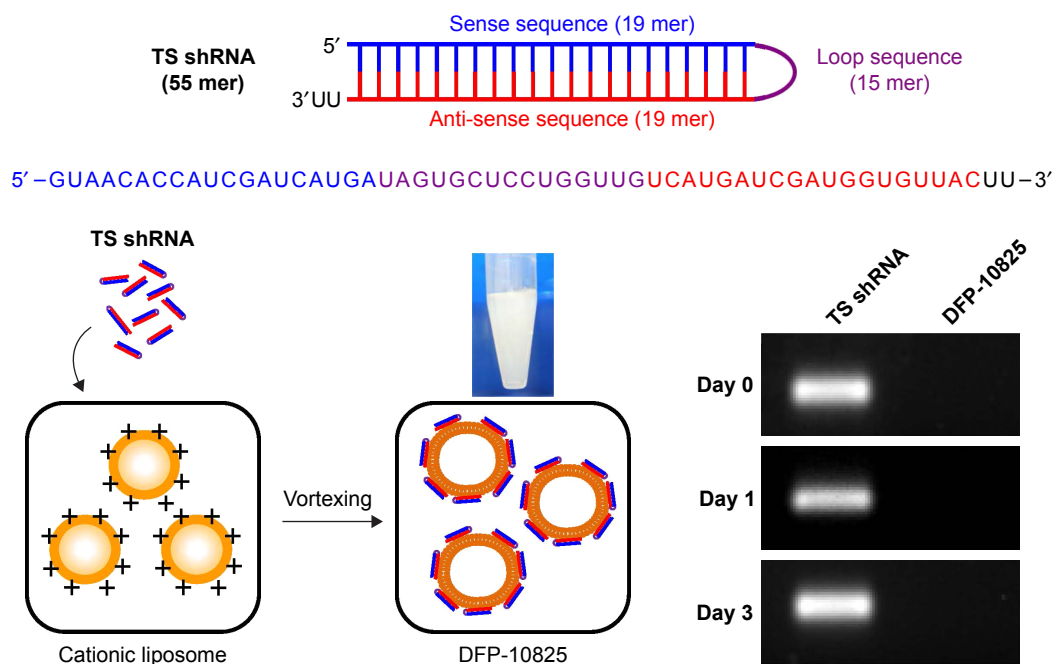 Sense sequence (19 mer)
TS shRNA
(55 mer)
5′
3′UU
Loop sequence
(15 mer)
Anti-sense sequence (19 mer)
5′ –GUAACACCAUCGAUCAUGAUAGUGCUCCUGGUUGUCAUGAUCGAUGGUGUUACUU–3′
TS shRNA
+ + + + + + + +
+ + + + + + + +
+ + + + + + + +
Cationic liposome
Vortexing
DFP-10825
TS shRNA
DFP-10825
Day 0
Day 1
Day 3